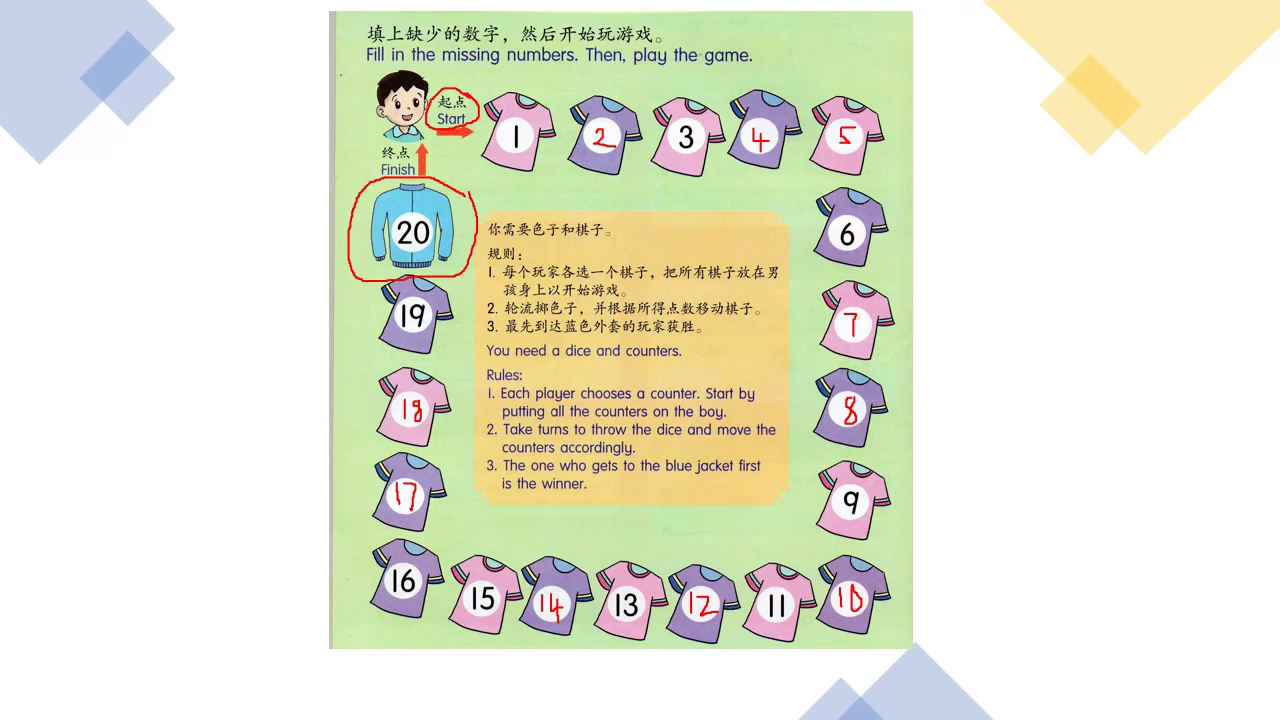 填上缺少的数字，然后开始玩游戏。
Fill in the missing numbers. Then, play the game.
起点
Start
终点
Finish
1 2 3 4 5
20
6
19
7
18
8
17
9
16 15 14 13 12 11 10
你需要色子和棋子。
规则：
1. 每个玩家各选一个棋子，把所有棋子放在男
孩身上以开始游戏。
2. 轮流掷色子，并根据所得点数移动棋子。
3. 最先到达蓝色外套的玩家获胜。
You need a dice and counters.
Rules:
1. Each player chooses a counter. Start by
putting all the counters on the boy.
2. Take turns to throw the dice and move the
counters accordingly.
3. The one who gets to the blue jacket first
is the winner.